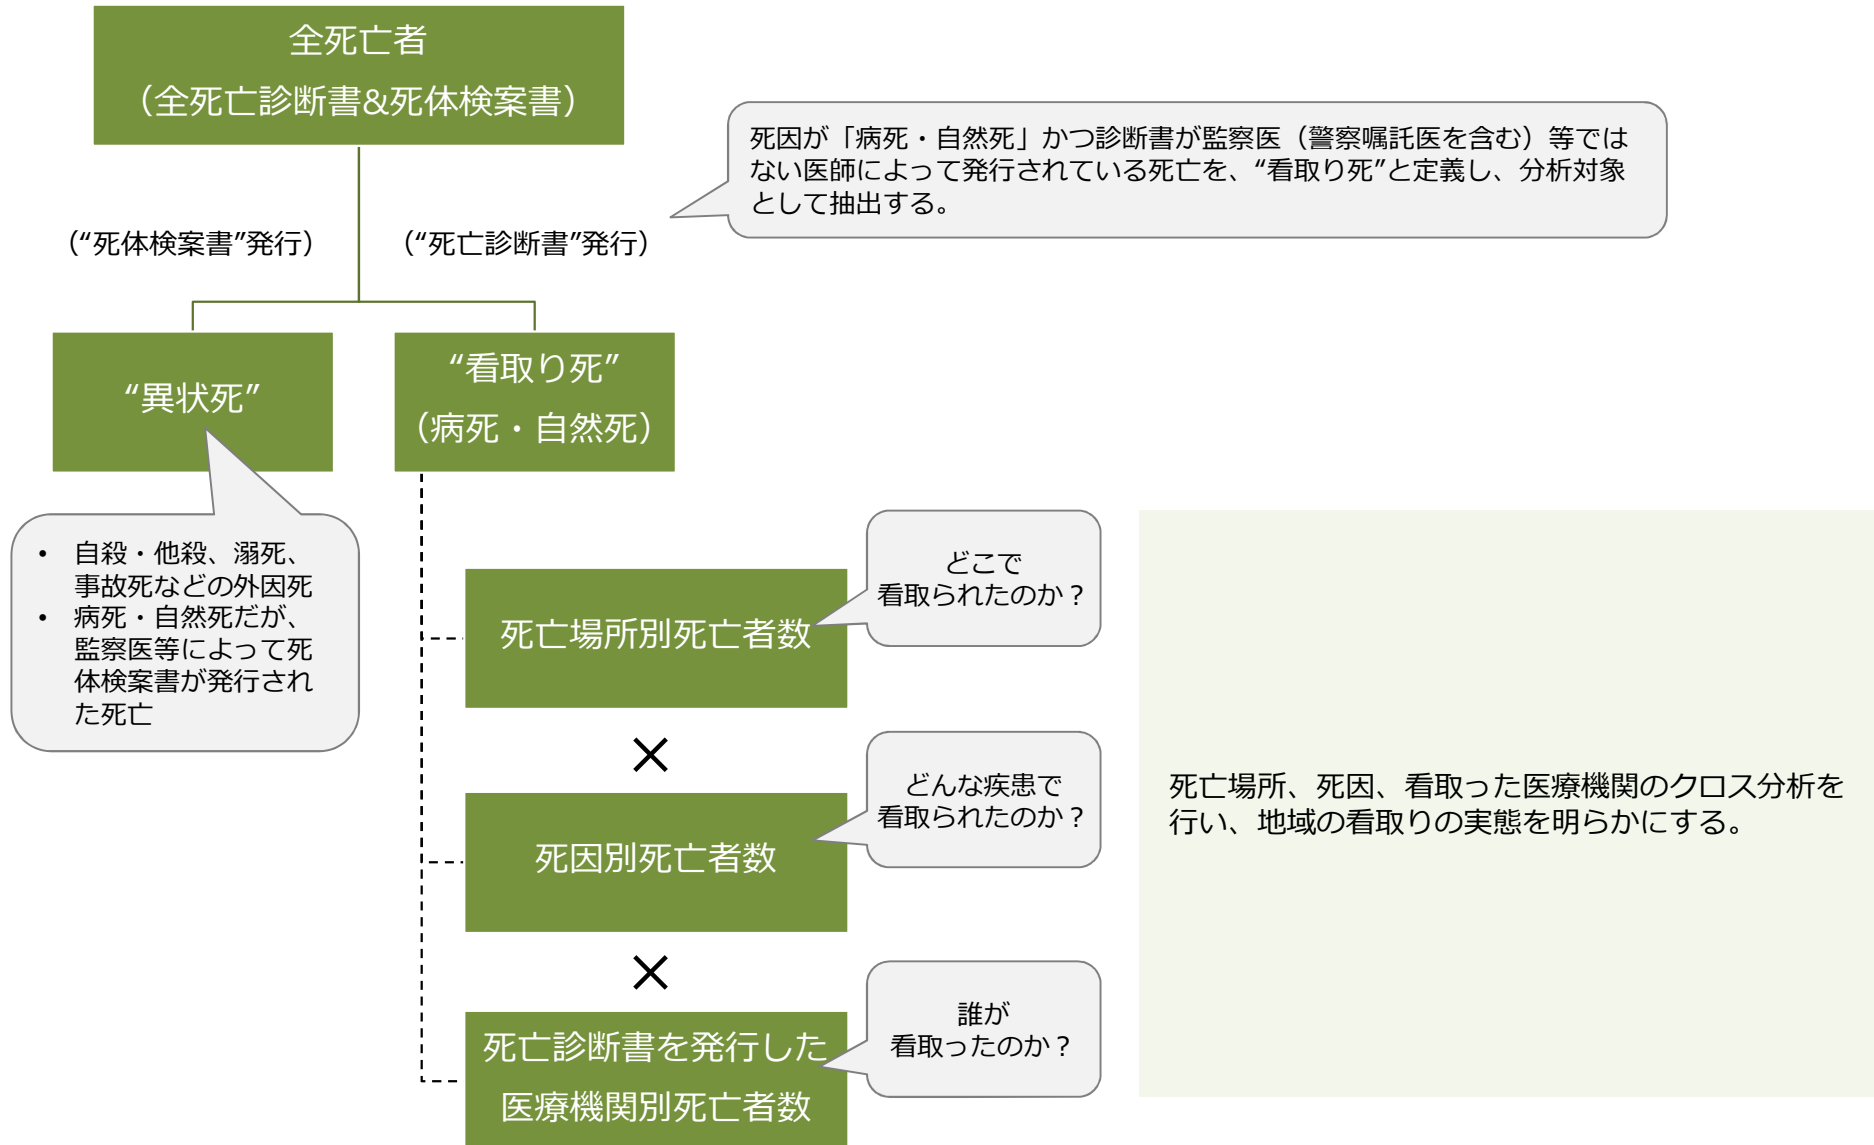 全死亡者
（全死亡診断書&死体検案書）
死因が「病死・自然死」かつ診断書が監察医（警察嘱託医を含む）等では
ない医師によって発行されている死亡を、“看取り死”と定義し、分析対象
として抽出する。
（“死体検案書”発行）
（“死亡診断書”発行）
“異状死”
“看取り死”
（病死・自然死）
• 自殺・他殺、溺死、
事故死などの外因死
• 病死・自然死だが、
監察医等によって死
体検案書が発行され
た死亡
死亡場所別死亡者数
どこで
看取られたのか？
×
死因別死亡者数
どんな疾患で
看取られたのか？
×
死亡診断書を発行した
医療機関別死亡者数
誰が
看取ったのか？
死亡場所、死因、看取った医療機関のクロス分析を
行い、地域の看取りの実態を明らかにする。